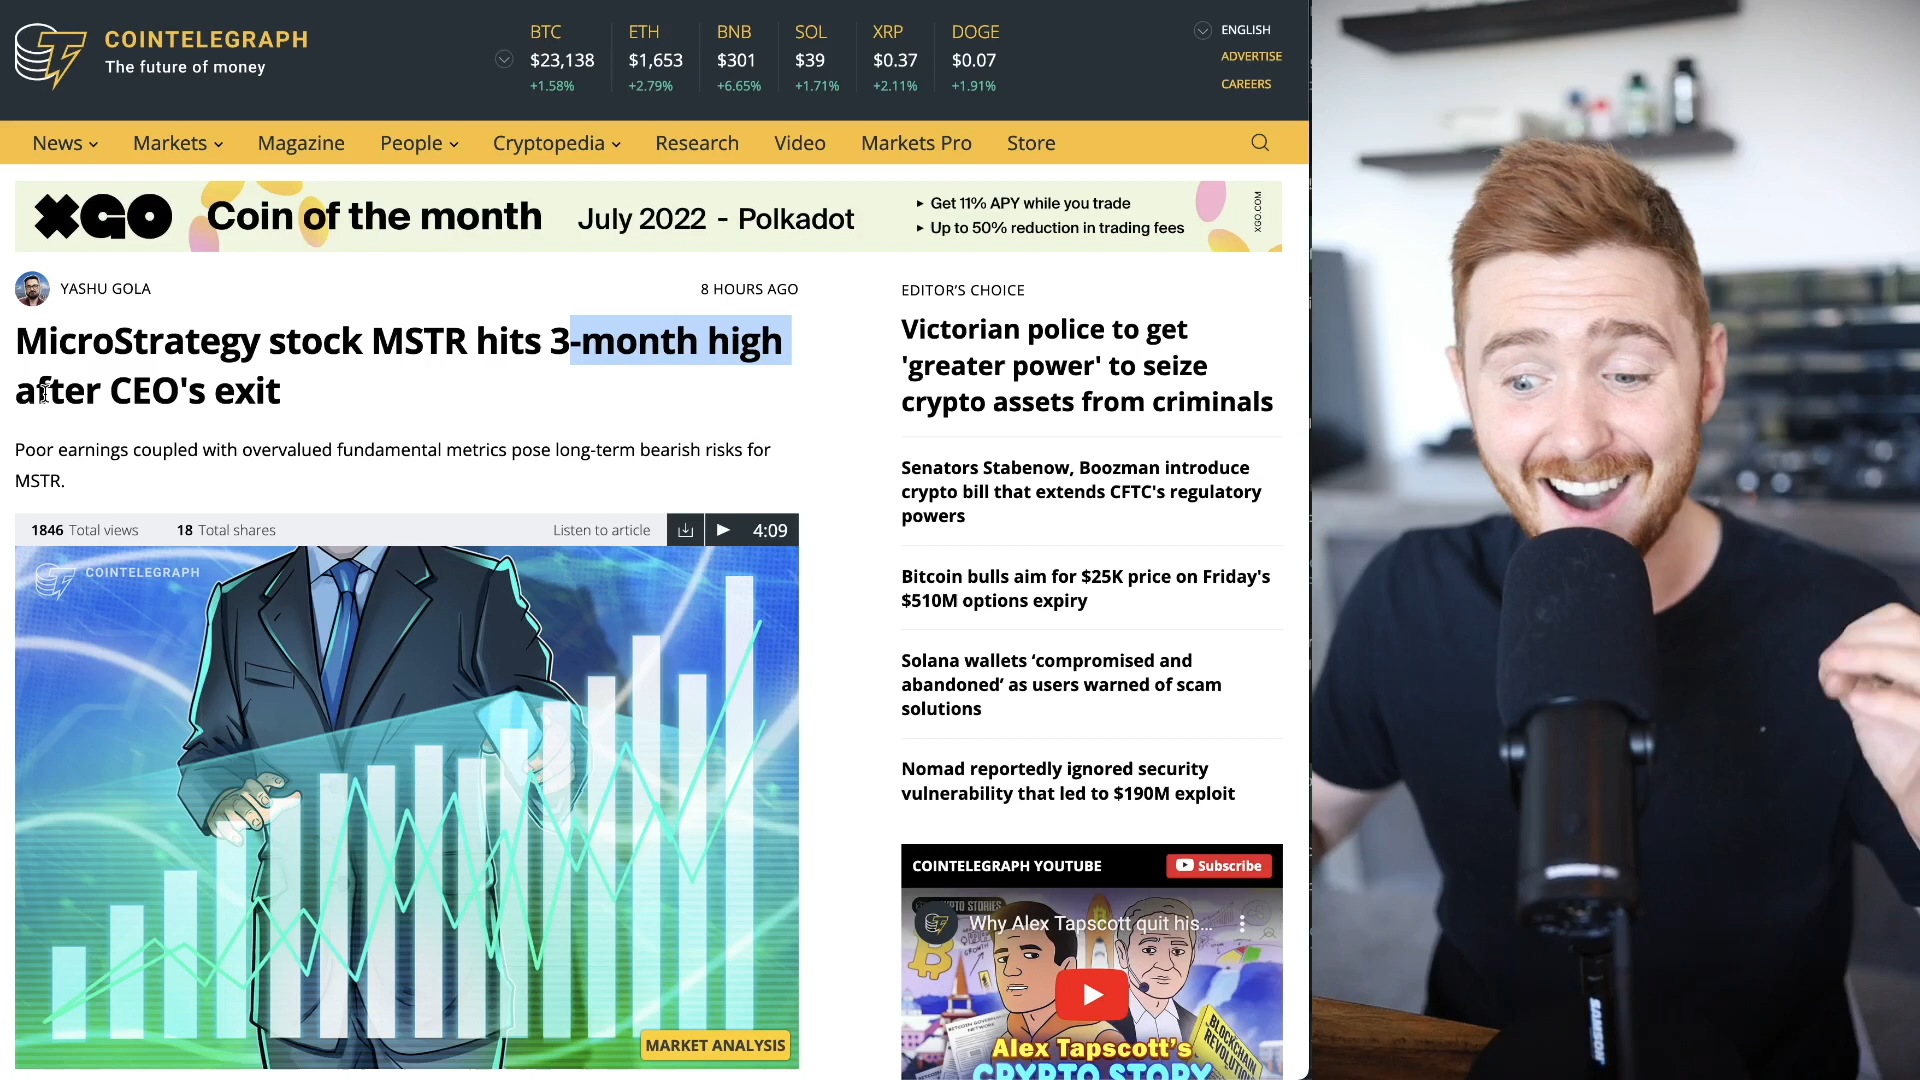 COINTELEGRAPH
The future of money
BTC
$23,138
+1.58%
ETH
$1,653
+2.79%
BNB
$301
+6.65%
SOL
$39
+1.71%
XRP
$0.37
+2.11%
DOGE
$0.07
+1.91%
ENGLISH
ADVERTISE
CAREERS
News Markets Magazine People Cryptopedia Research Video Markets Pro Store
XGO Coin of the month July 2022 - Polkadot
Get 11% APY while you trade
Up to 50% reduction in trading fees
XGO.COM
YASHU GOLA
8 HOURS AGO
MicroStrategy stock MSTR hits 3-month high
after CEO's exit
Poor earnings coupled with overvalued fundamental metrics pose long-term bearish risks for
MSTR.
1846 Total views 18 Total shares Listen to article 4:09
COINTELEGRAPH
MARKET ANALYSIS
EDITOR'S CHOICE
Victorian police to get
'greater power' to seize
crypto assets from criminals
Senators Stabenow, Boozman introduce
crypto bill that extends CFTC's regulatory
powers
Bitcoin bulls aim for $25K price on Friday's
$510M options expiry
Solana wallets ‘compromised and
abandoned’ as users warned of scam
solutions
Nomad reportedly ignored security
vulnerability that led to $190M exploit
COINTELEGRAPH YOUTUBE
Subscribe
Why Alex Tapscott quit his...
BLOCKCHAIN
REVOLUTION
Alex Tapscott's
CRYPTO STORY
SAMSON